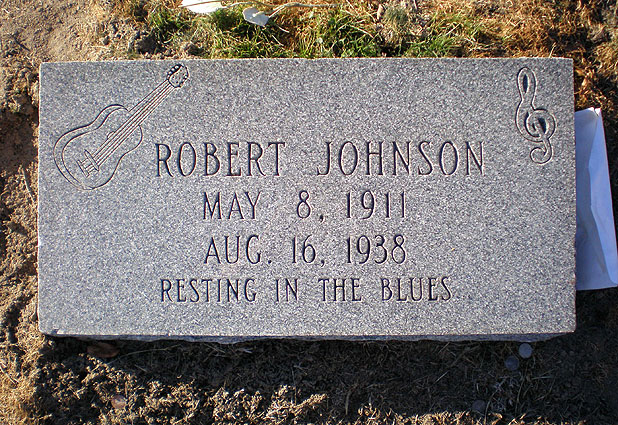 ROBERT JOHNSON
MAY 8, 1911
AUG. 16, 1938
RESTING IN THE BLUES